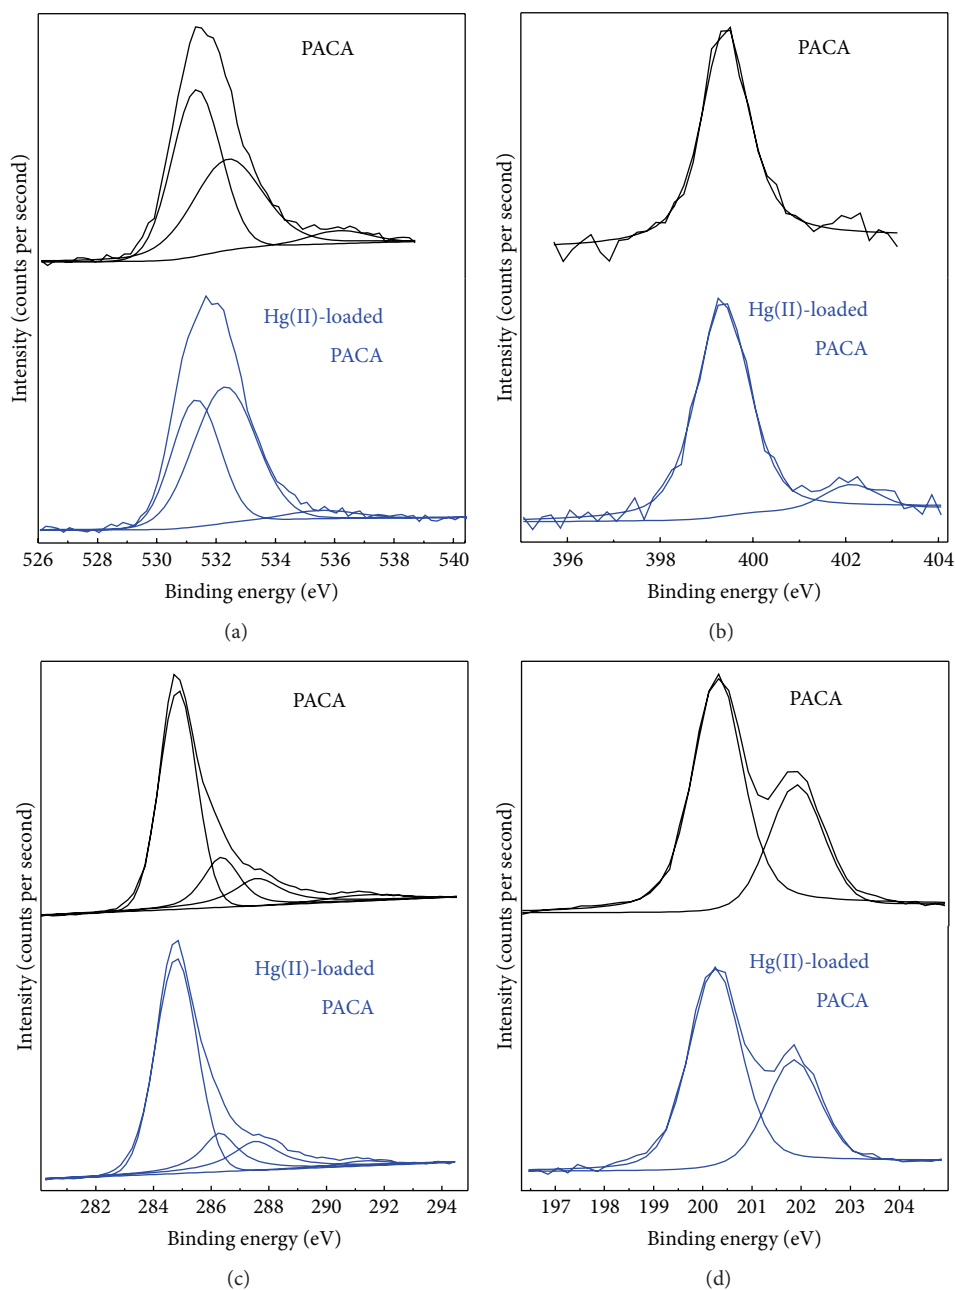 PACA
Hg(II)-loaded
PACA
Intensity (counts per second)
526 528 530 532 534 536 538 540
Binding energy (eV)
(a)
PACA
Hg(II)-loaded
PACA
Intensity (counts per second)
396 398 400 402 404
Binding energy (eV)
(b)
PACA
Hg(II)-loaded
PACA
Intensity (counts per second)
282 284 286 288 290 292 294
Binding energy (eV)
(c)
PACA
Hg(II)-loaded
PACA
Intensity (counts per second)
197 198 199 200 201 202 203 204
Binding energy (eV)
(d)